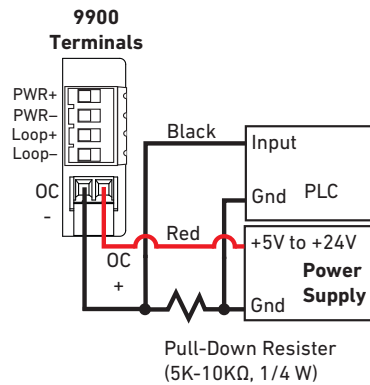 9900
Terminals
PWR+
PWR–
Loop+
Loop–
OC
-
OC
+
Black
Red
Input
PLC
Gnd
+5V to +24V
Power
Supply
Gnd
Pull-Down Resister
(5K-10KΩ, 1/4 W)